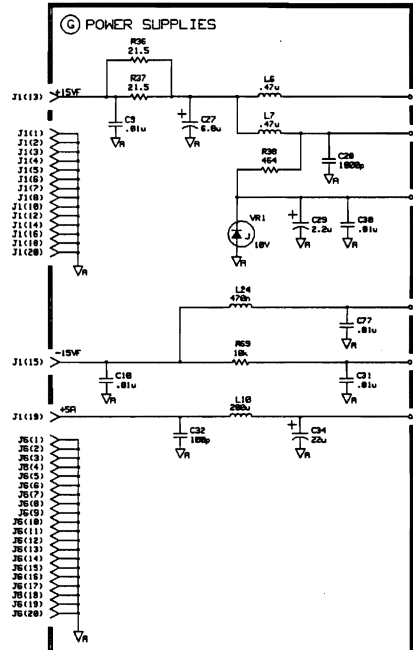 G POWER SUPPLIES
R36
21.5
R37
21.5
J1(13) +15VF
C9
.01u
A
C27
6.8u
A
L6
.47u
L7
.47u
R38
464
C28
1000p
A
J1(1)
J1(2)
J1(3)
J1(4)
J1(5)
J1(6)
J1(7)
J1(8)
J1(10)
J1(12)
J1(14)
J1(16)
J1(18)
J1(20)
A
VR1
10V
A
C29
2.2u
A
C30
.01u
A
L24
470n
C77
.01u
A
J1(15) -15VF
R69
10k
C10
.01u
A
C31
.01u
A
J1(19) +5A
L10
200u
C32
100p
A
C34
22u
A
J6(1)
J6(2)
J6(3)
J6(4)
J6(5)
J6(6)
J6(7)
J6(8)
J6(9)
J6(10)
J6(11)
J6(12)
J6(13)
J6(14)
J6(15)
J6(16)
J6(17)
J6(18)
J6(19)
J6(20)
A